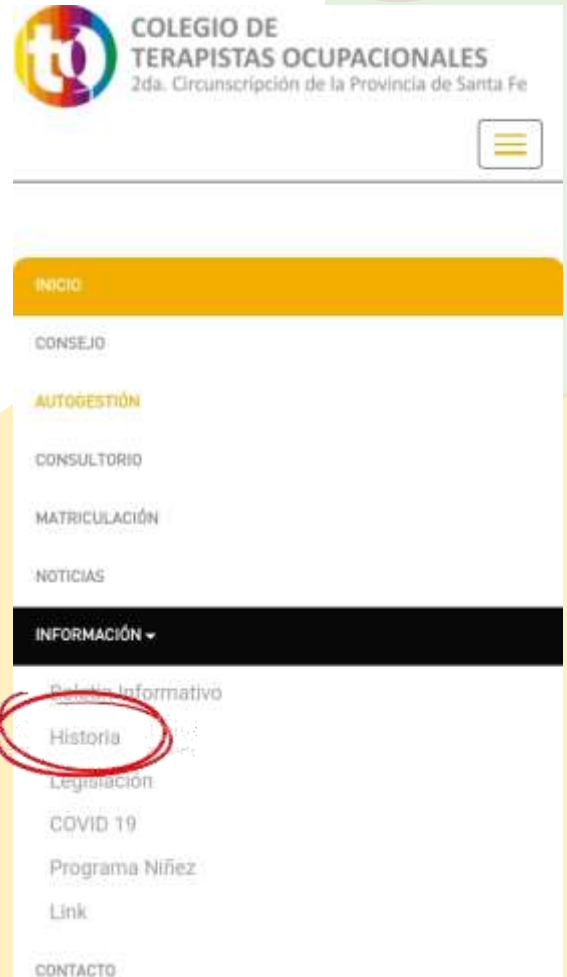 to
COLEGIO DE
TERAPISTAS OCUPACIONALES
2da. Circunscripción de la Provincia de Santa Fe
INICIO
CONSEJO
AUTOGESTIÓN
CONSULTORIO
MATRICULACIÓN
NOTICIAS
INFORMACIÓN
Boletín Informativo
Historia
Legislación
COVID 19
Programa Niñez
Link
CONTACTO